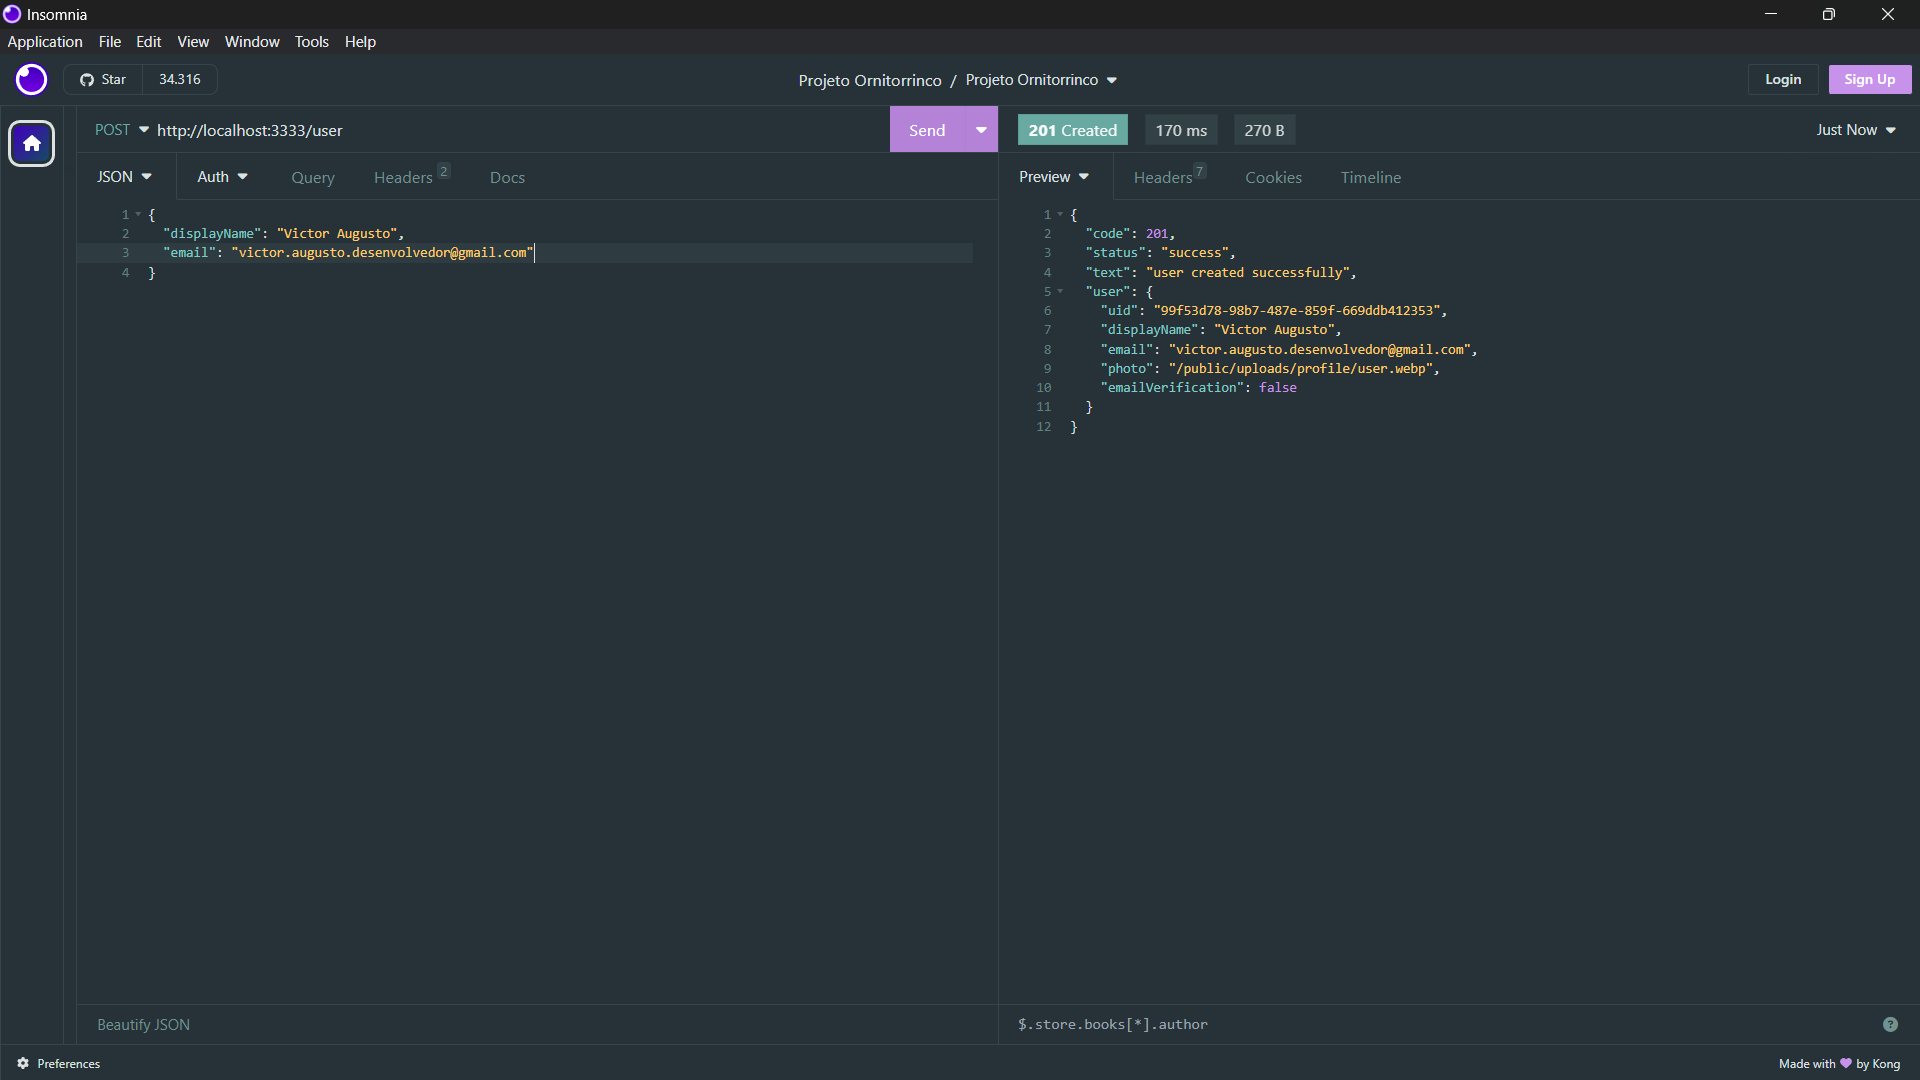 Insomnia
Application File Edit View Window Tools Help
Star 34.316
Projeto Ornitorrinco / Projeto Ornitorrinco
Login Sign Up
POST http://localhost:3333/user
Send
201 Created 170 ms 270 B
Just Now
JSON Auth Query Headers 2 Docs
Preview Headers 7 Cookies Timeline
1 {
2 "displayName": "Victor Augusto",
3 "email": "victor.augusto.desenvolvedor@gmail.com"
4 }
1 {
2 "code": 201,
3 "status": "success",
4 "text": "user created successfully",
5 "user": {
6 "uid": "99f53d78-98b7-487e-859f-669ddb412353",
7 "displayName": "Victor Augusto",
8 "email": "victor.augusto.desenvolvedor@gmail.com",
9 "photo": "/public/uploads/profile/user.webp",
10 "emailVerification": false
11 }
12 }
Beautify JSON
$.store.books[*].author
?
Preferences
Made with 💜 by Kong